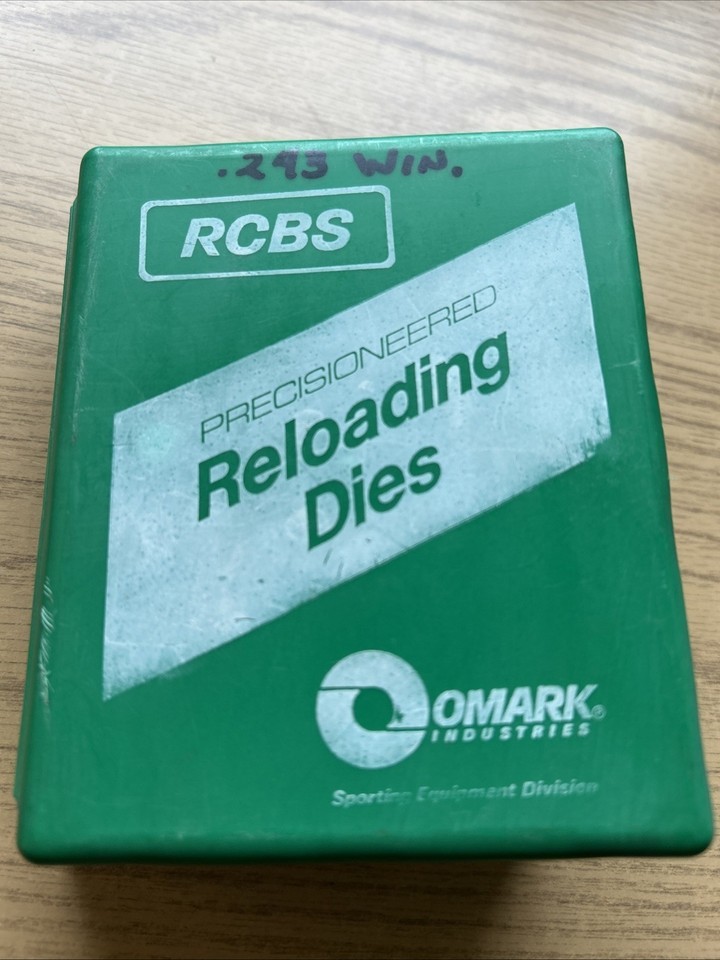 .243 WIN.
RCBS
PRECISIONEERED
Reloading
Dies
OMARK®
INDUSTRIES
Sporting Equipment Division